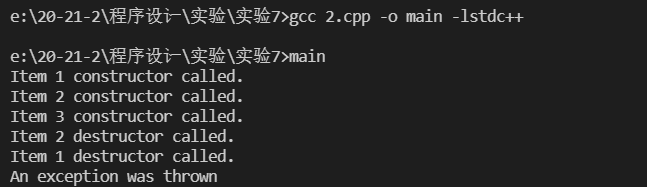 e:\20-21-2\程序设计\实验\实验7>gcc 2.cpp -o main -lstdc++
e:\20-21-2\程序设计\实验\实验7>main
Item 1 constructor called.
Item 2 constructor called.
Item 3 constructor called.
Item 2 destructor called.
Item 1 destructor called.
An exception was thrown